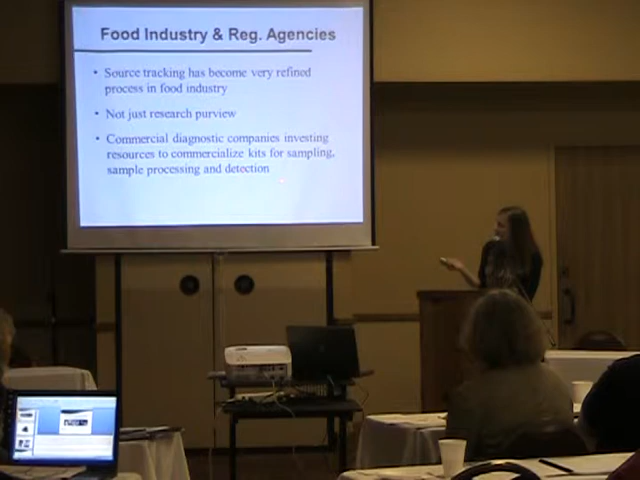 Food Industry & Reg. Agencies
• Source tracking has become very refined
process in food industry
• Not just research purview
• Commercial diagnostic companies investing
resources to commercialize kits for sampling,
sample processing and detection